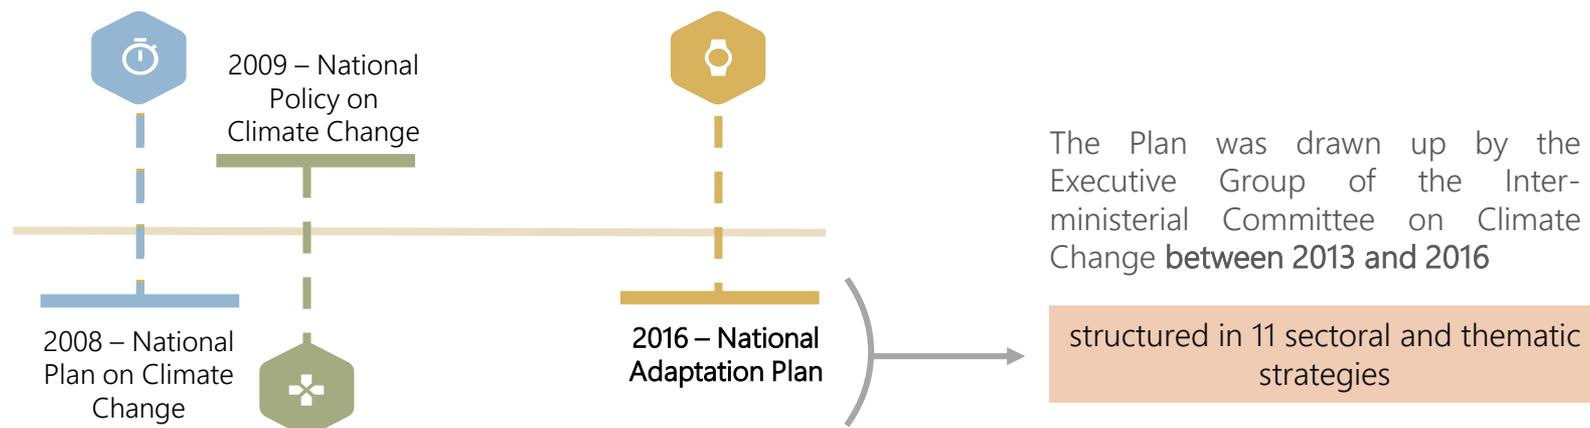 2009 – National
Policy on
Climate Change
2008 – National
Plan on Climate
Change
2016 – National
Adaptation Plan
The Plan was drawn up by the
Executive Group of the Inter-
ministerial Committee on Climate
Change between 2013 and 2016
structured in 11 sectoral and thematic
strategies